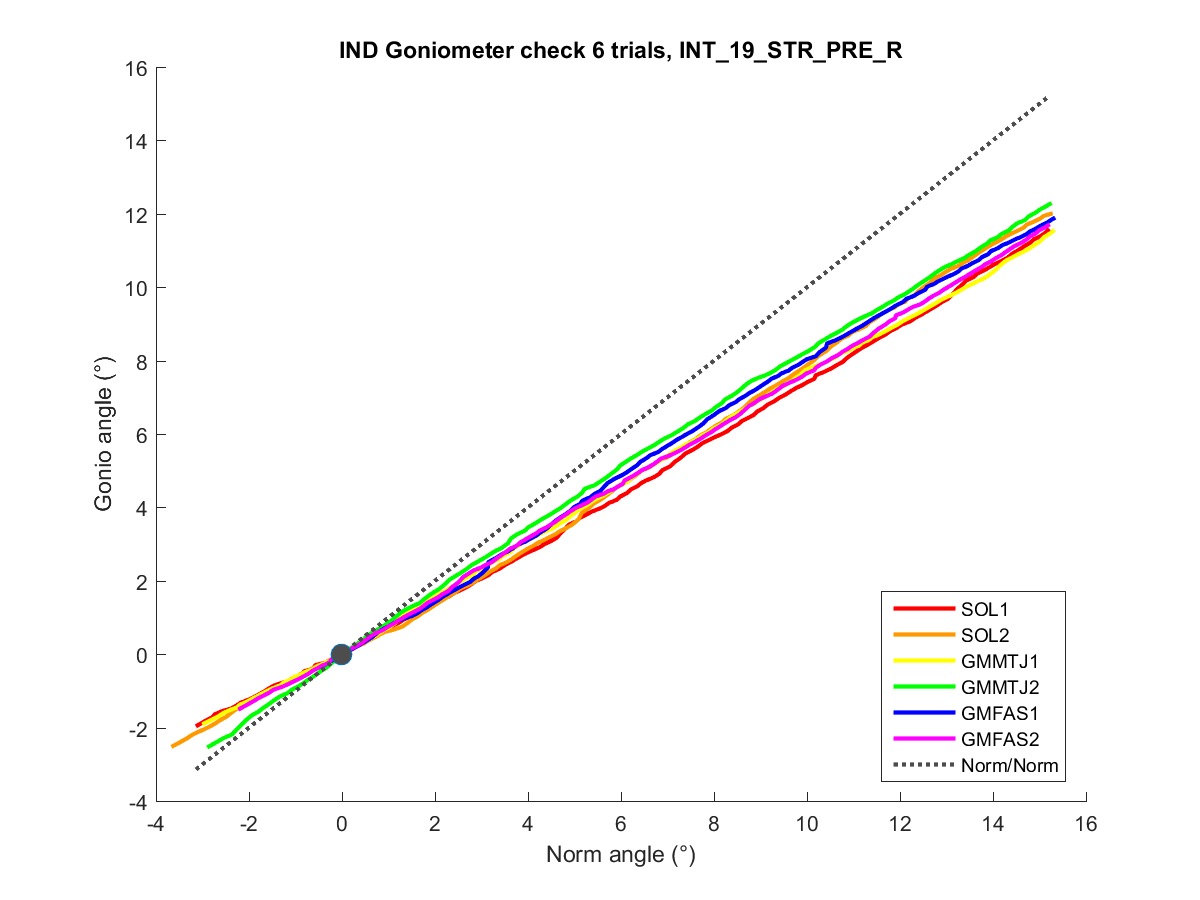 IND Goniometer check 6 trials, INT_19_STR_PRE_R
16
14
12
10
8
6
4
2
0
-2
-4
Gonio angle (°)
-4 -2 0 2 4 6 8 10 12 14 16
Norm angle (°)
SOL1
SOL2
GMMTJ1
GMMTJ2
GMFAS1
GMFAS2
Norm/Norm